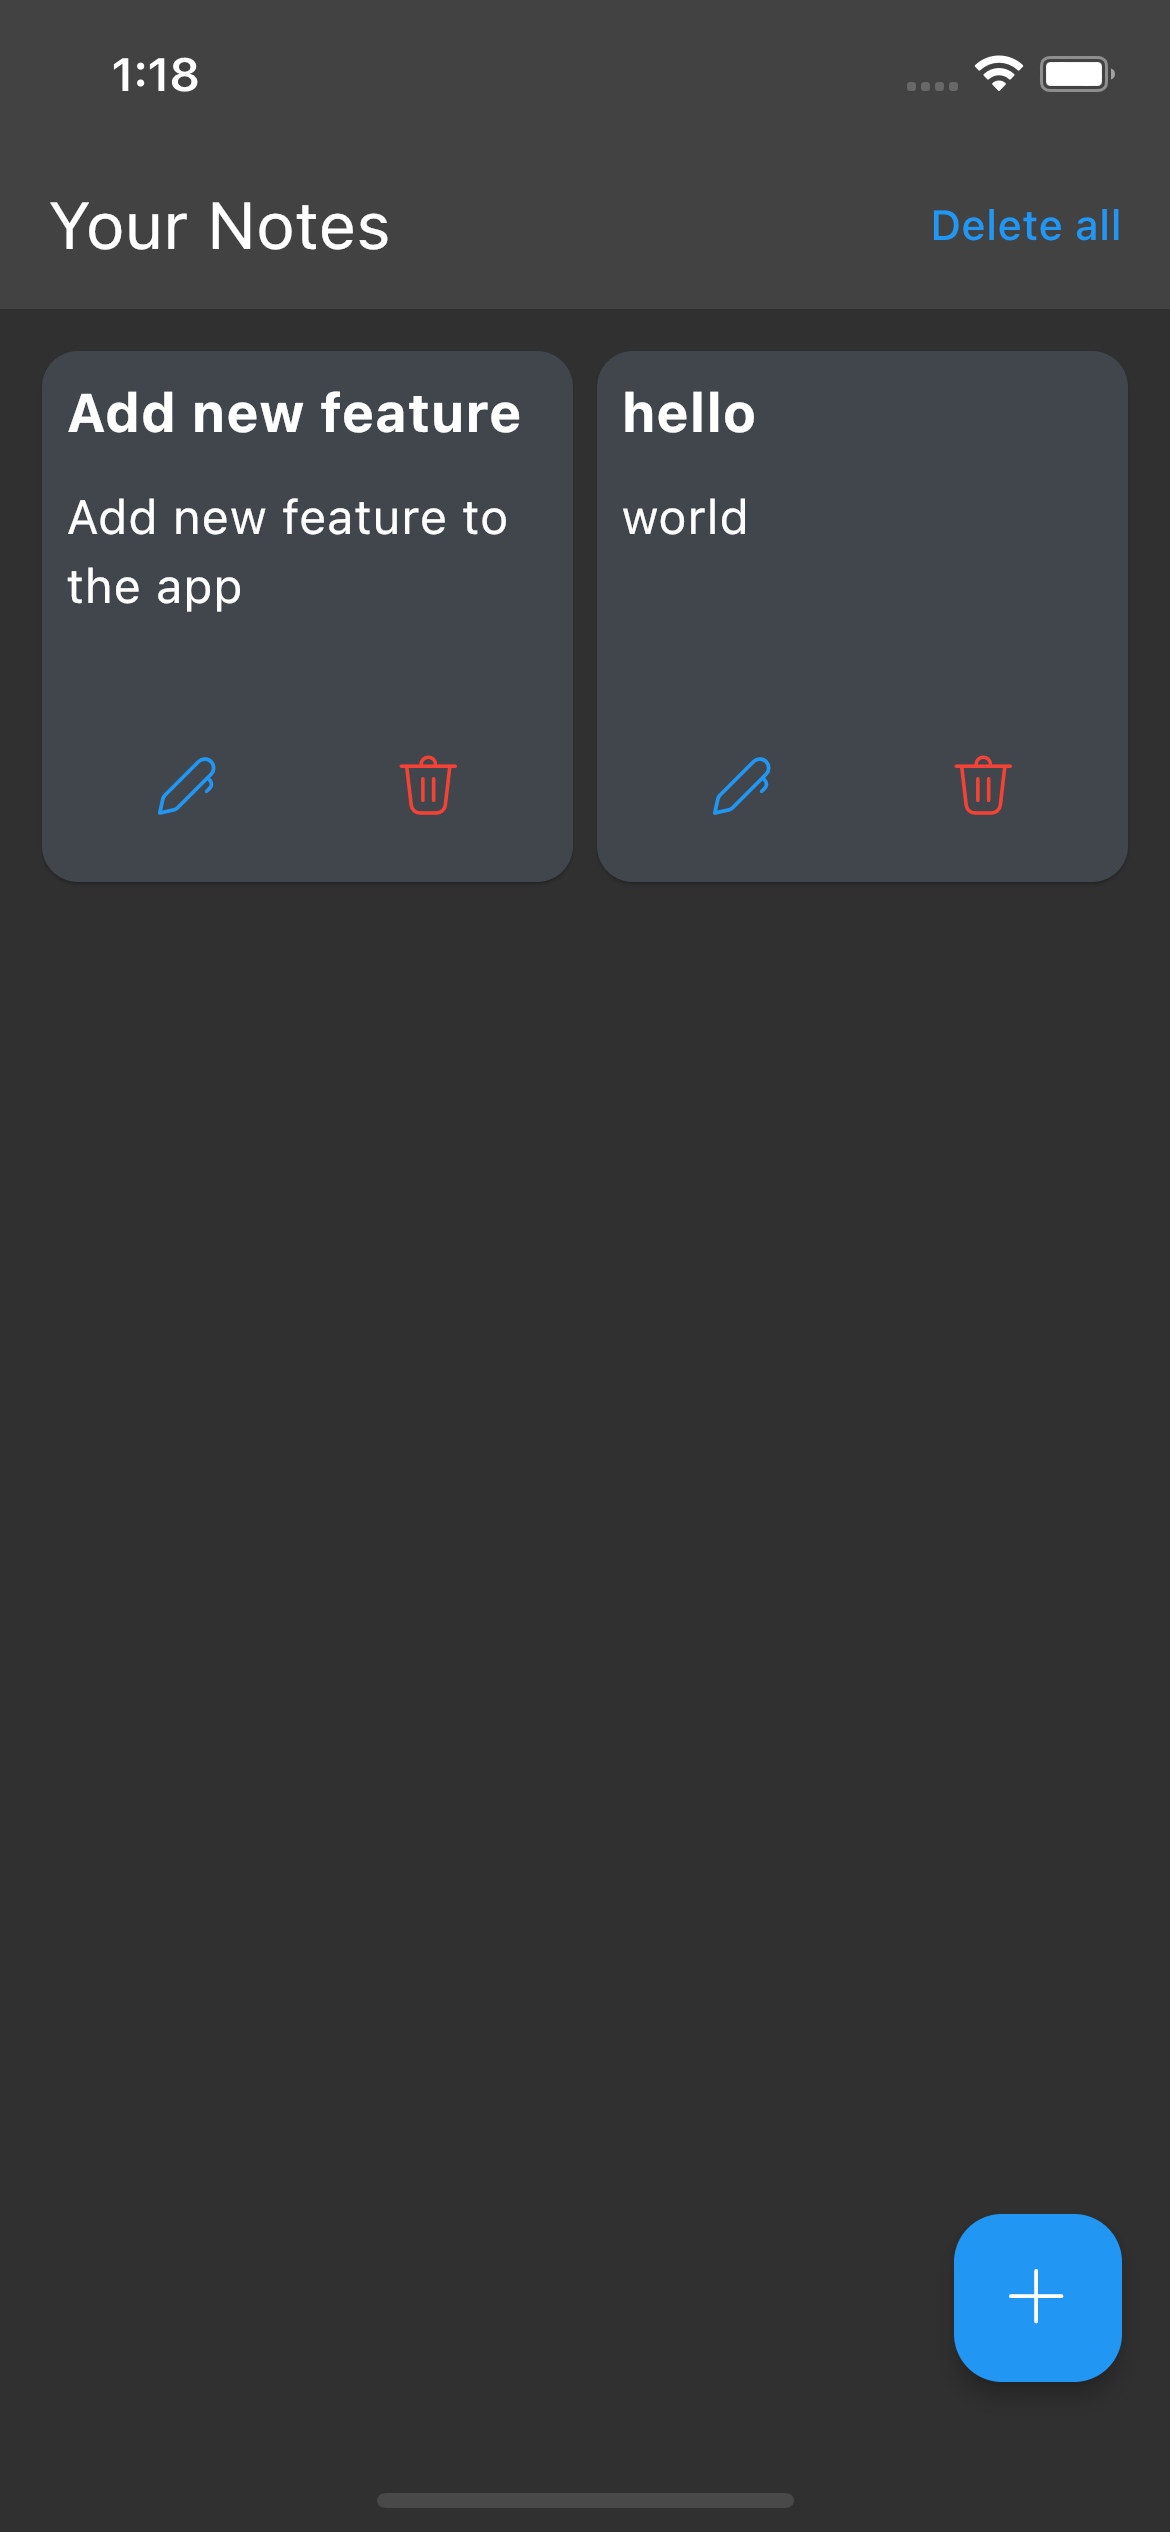 1:18
Your Notes
Delete all
Add new feature
Add new feature to
the app
hello
world